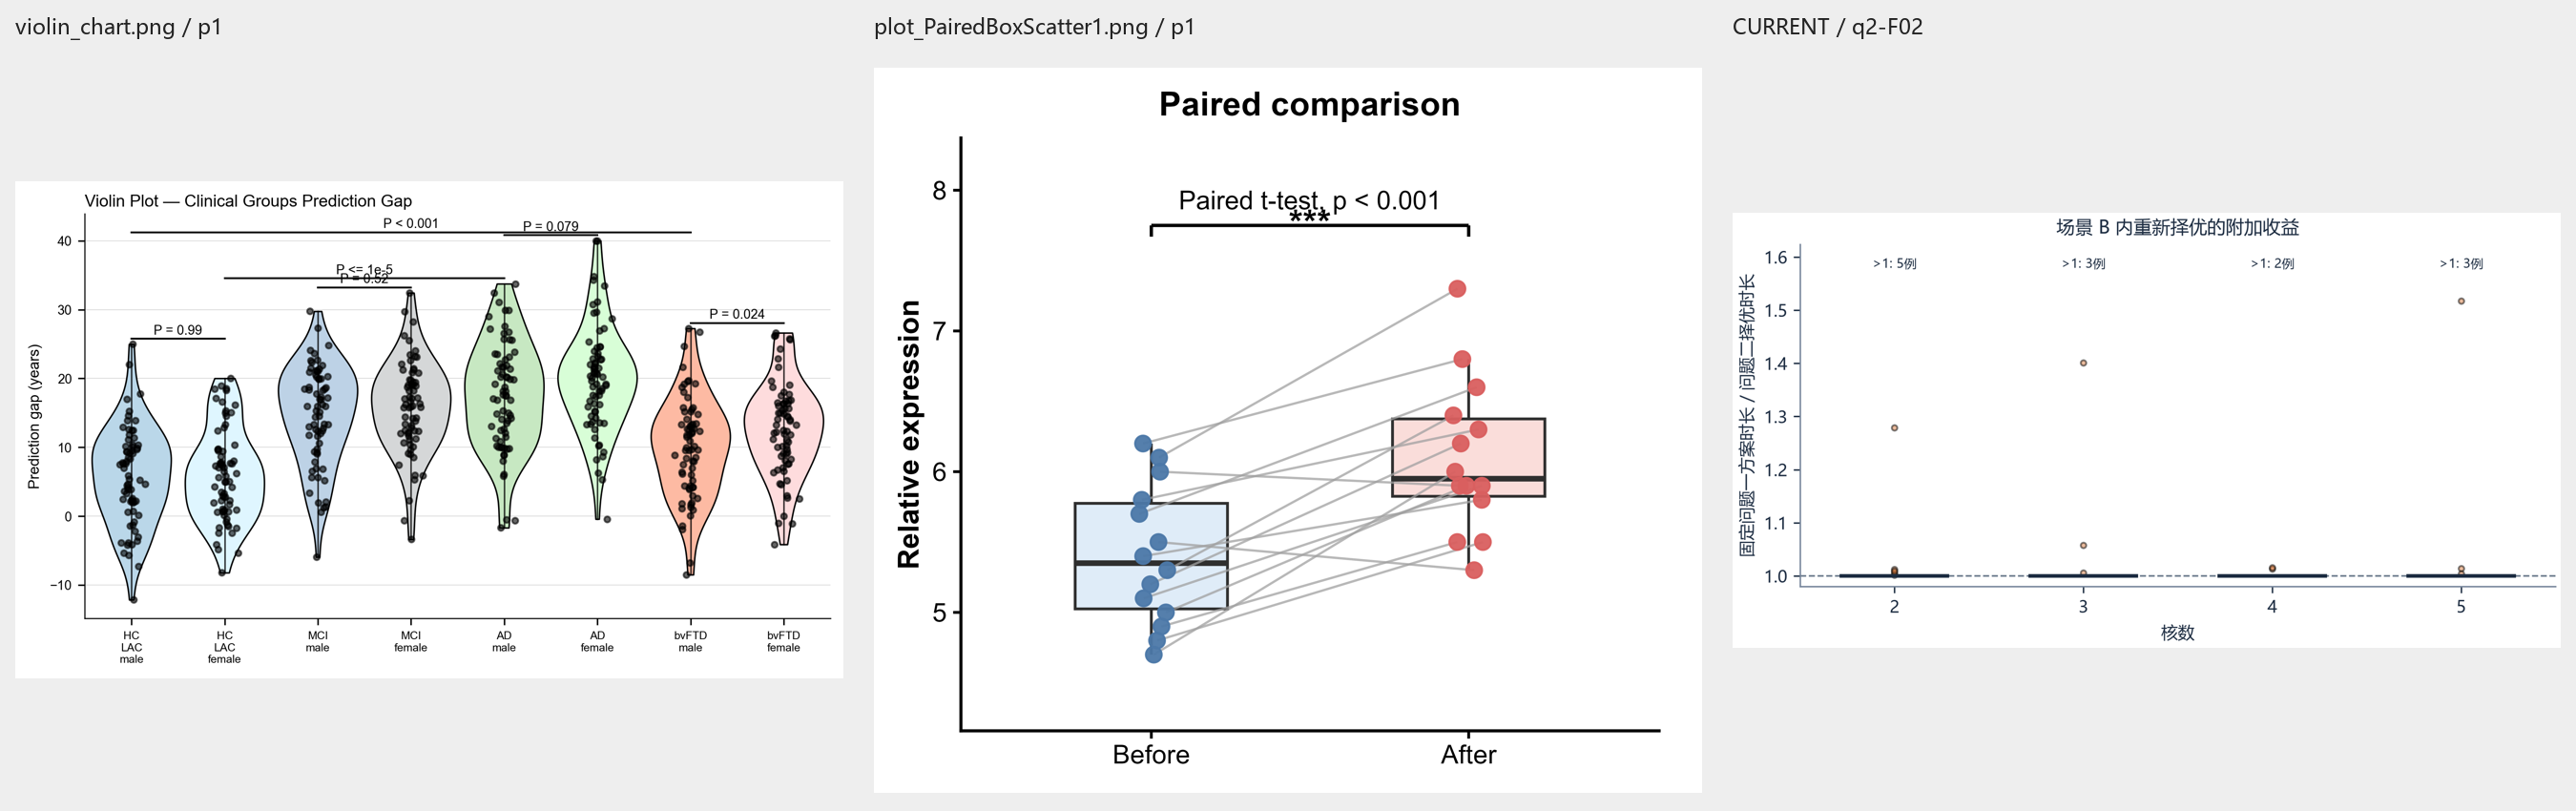 violin_chart.png / p1
Violin Plot — Clinical Groups Prediction Gap
P < 0.001
P = 0.079
P <= 1e-5
P = 0.52
P = 0.99
P = 0.024
Prediction gap (years)
40
30
20
10
0
−10
HC
LAC
male
HC
LAC
female
MCI
male
MCI
female
AD
male
AD
female
bvFTD
male
bvFTD
female
plot_PairedBoxScatter1.png / p1
Paired comparison
Paired t-test, p < 0.001
***
Relative expression
8
7
6
5
Before
After
CURRENT / q2-F02
场景 B 内重新择优的附加收益
>1: 5例
>1: 3例
>1: 2例
>1: 3例
固定问题一方案时长 / 问题二择优时长
1.6
1.5
1.4
1.3
1.2
1.1
1.0
2
3
4
5
核数